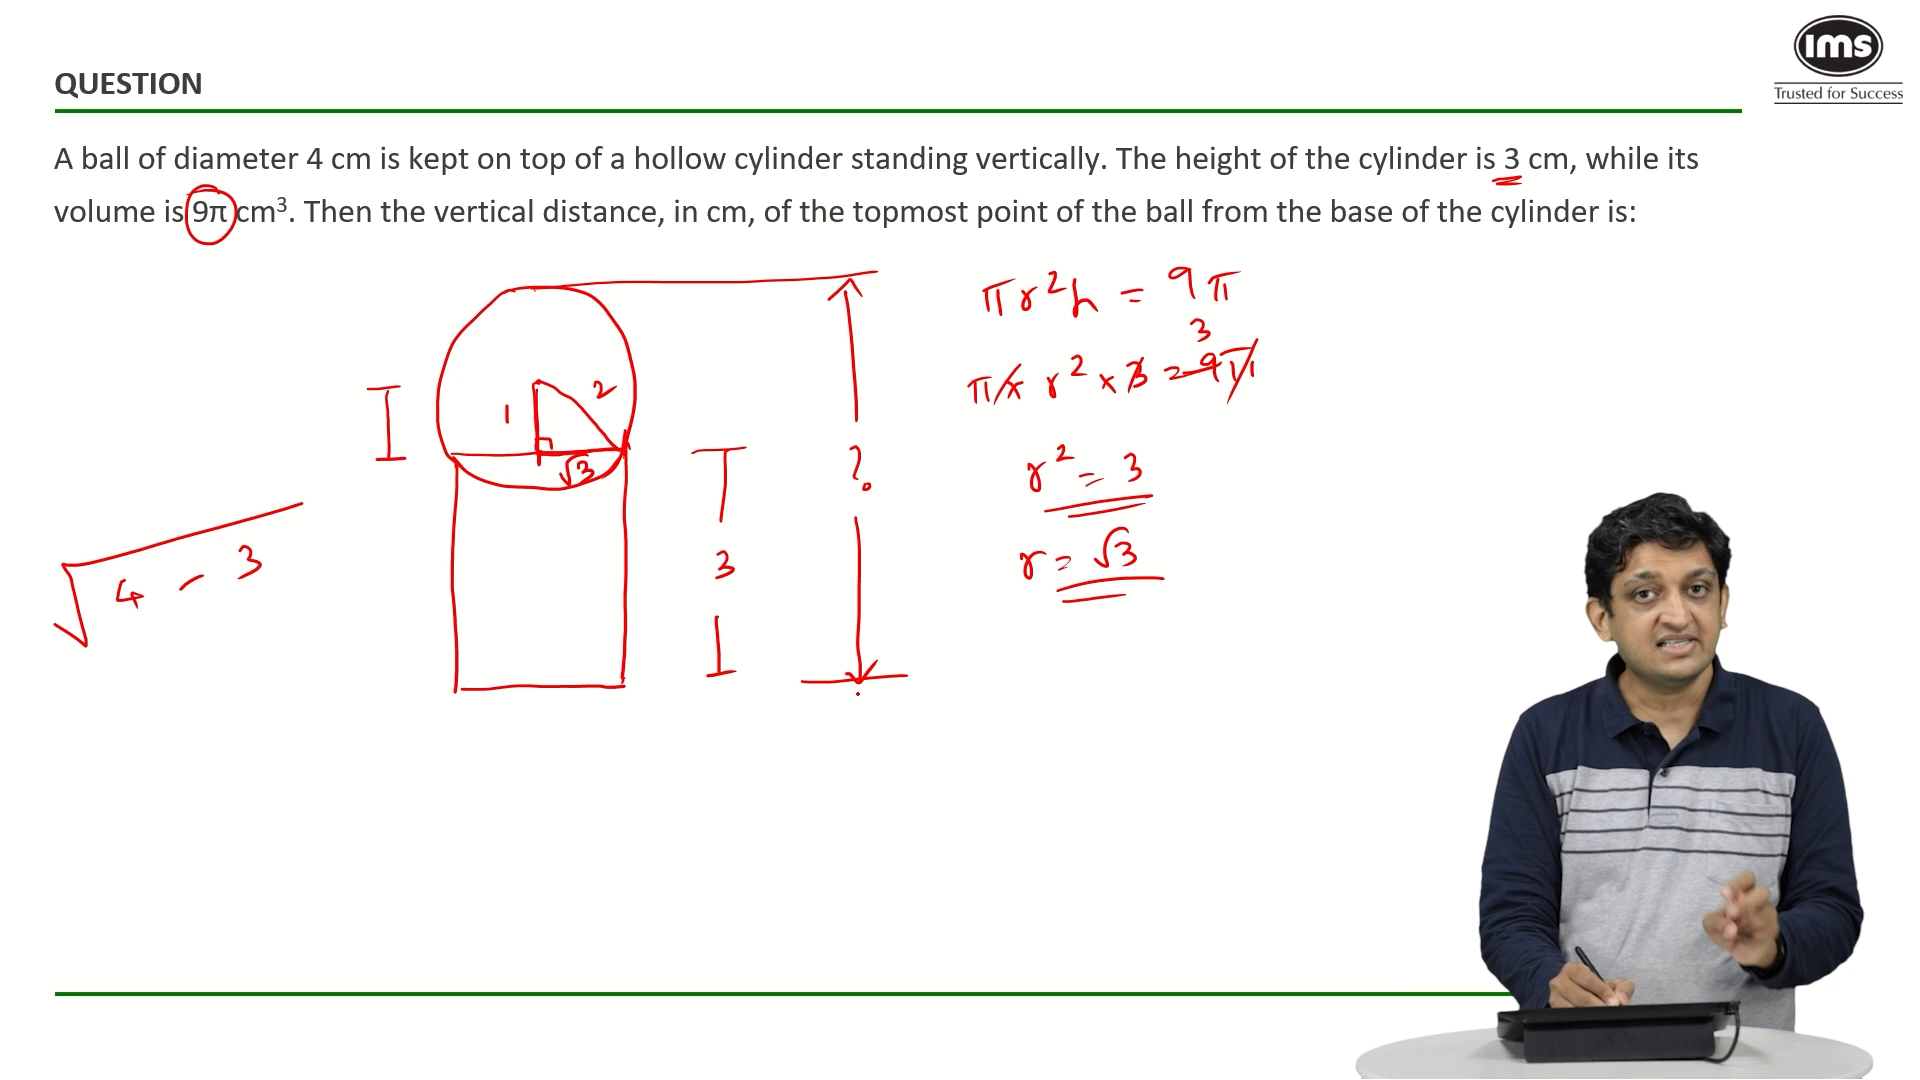 ims
Trusted for Success
QUESTION
A ball of diameter 4 cm is kept on top of a hollow cylinder standing vertically. The height of the cylinder is 3 cm, while its
volume is 9π cm³. Then the vertical distance, in cm, of the topmost point of the ball from the base of the cylinder is:
πr²h = 9π
3
π × r² × 3 = 9π
r² = 3
r = √3
1
2
√3
?
3
√4 - 3